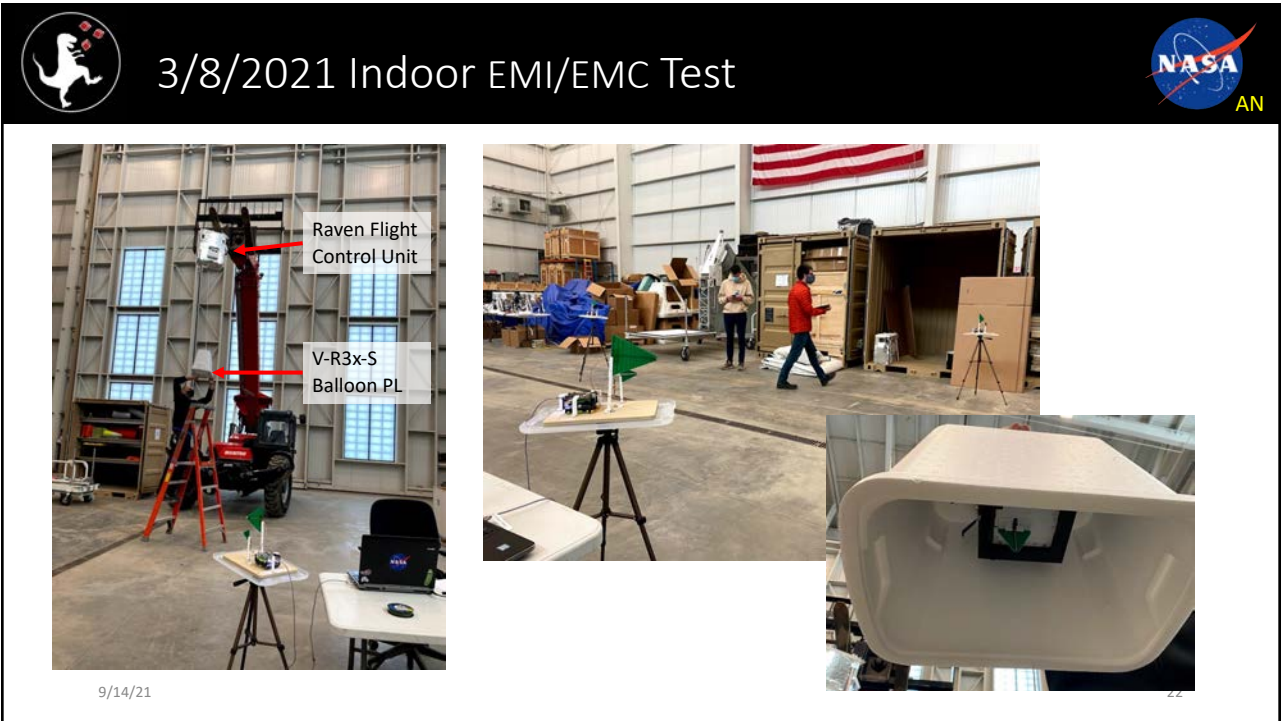 3/8/2021 Indoor EMI/EMC Test
NASA
AN
Raven Flight
Control Unit
V-R3x-S
Balloon PL
NASA
9/14/21
22